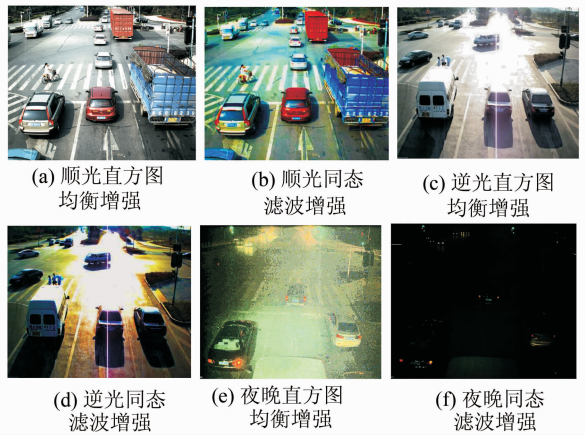 (a) 顺光直方图
均衡增强
(b) 顺光同态
滤波增强
(c) 逆光直方图
均衡增强
(d) 逆光同态
滤波增强
(e) 夜晚直方图
均衡增强
(f) 夜晚同态
滤波增强